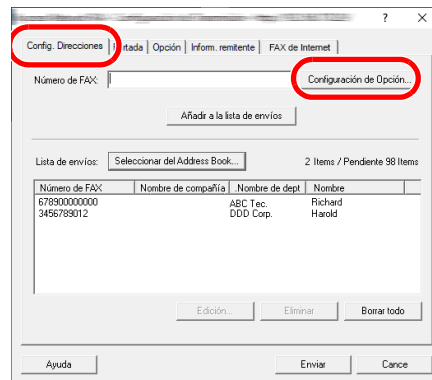 ? ×
Config. Direcciones rtada Opción Inform. remitente FAX de Internet
Número de FAX: Configuración de Opción...
Añadir a la lista de envíos
Lista de envíos: Seleccionar del Address Book... 2 Items / Pendiente 98 Items
Número de FAX Nombre de compañía .Nombre de dept Nombre
678900000000 ABC Tec. Richard
3456789012 DDD Corp. Harold
Edición... Eliminar Borrar todo
Ayuda Enviar Cance